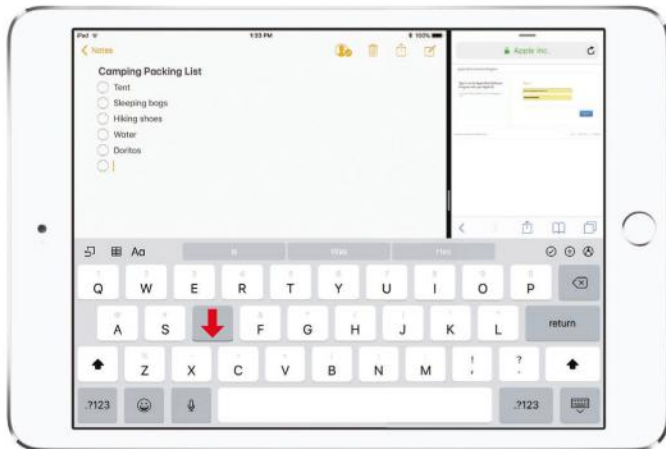 iPad
1:33 PM
100%
Notes
Apple Inc.
Camping Packing List
Tent
Sleeping bags
Hiking shoes
Water
Doritos
Aa
Q W E R T Y U I O P
A S F G H J K L
return
Z X C V B N M ! , ? .
.?123
.?123